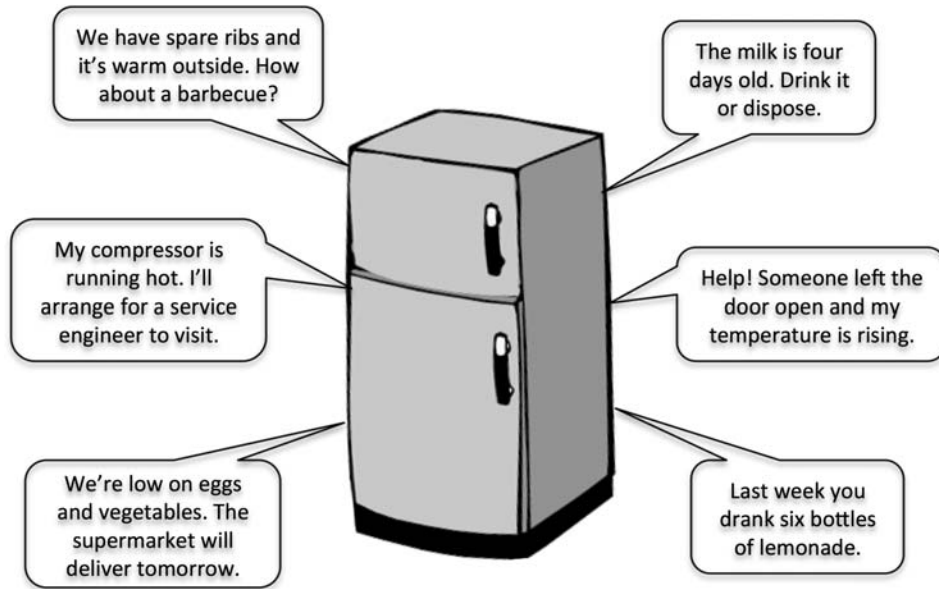 We have spare ribs and
it's warm outside. How
about a barbecue?
The milk is four
days old. Drink it
or dispose.
My compressor is
running hot. I'll
arrange for a service
engineer to visit.
Help! Someone left the
door open and my
temperature is rising.
We're low on eggs
and vegetables. The
supermarket will
deliver tomorrow.
Last week you
drank six bottles
of lemonade.